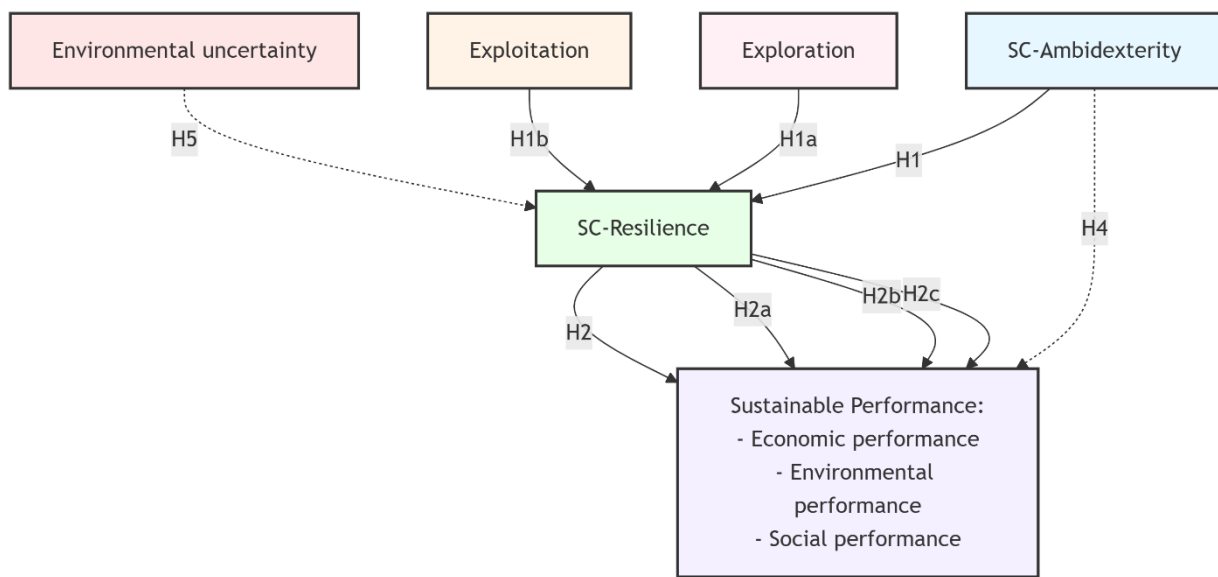 Environmental uncertainty
Exploitation
Exploration
SC-Ambidexterity
H5
H1b
H1a
H1
SC-Resilience
H4
H2
H2a
H2b
H2c
Sustainable Performance:
- Economic performance
- Environmental
performance
- Social performance